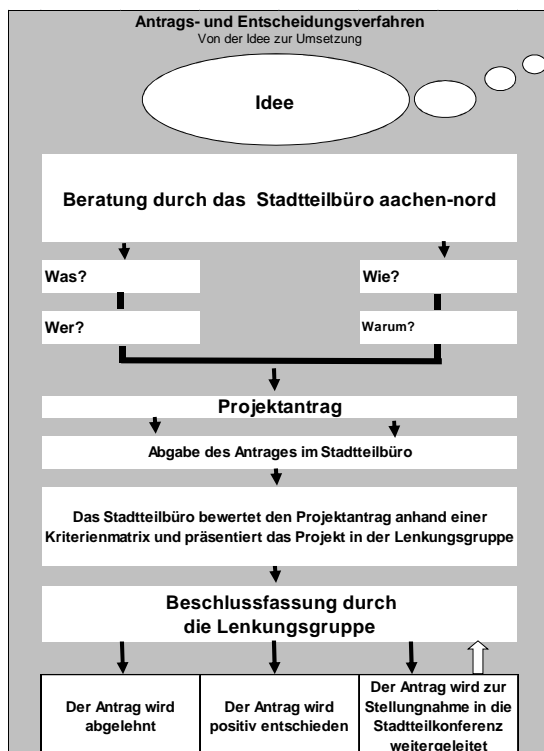 Antrags- und Entscheidungsverfahren
Von der Idee zur Umsetzung
Idee
Beratung durch das Stadtteilbüro aachen-nord
Was?
Wie?
Wer?
Warum?
Projektantrag
Abgabe des Antrages im Stadtteilbüro
Das Stadtteilbüro bewertet den Projektantrag anhand einer
Kriterienmatrix und präsentiert das Projekt in der Lenkungsgruppe
Beschlussfassung durch
die Lenkungsgruppe
Der Antrag wird
abgelehnt
Der Antrag wird
positiv entschieden
Der Antrag wird zur
Stellungnahme in die
Stadtteilkonferenz
weitergeleitet